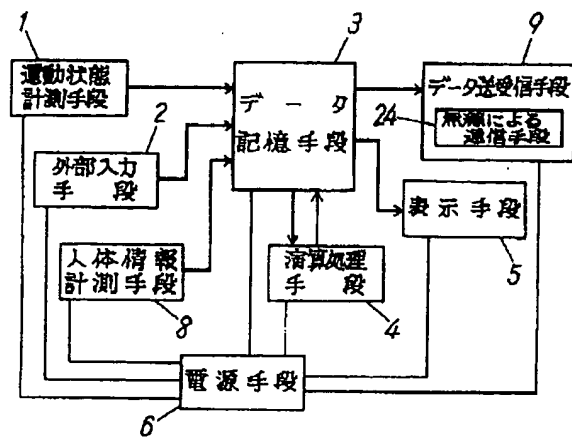 1
運動状態
計測手段
2
外部入力
手段
人体情報
計測手段
8
3
データ
記憶手段
演算処理
手段
4
9
データ送受信手段
24
無線による
通信手段
表示手段
5
電源手段
6